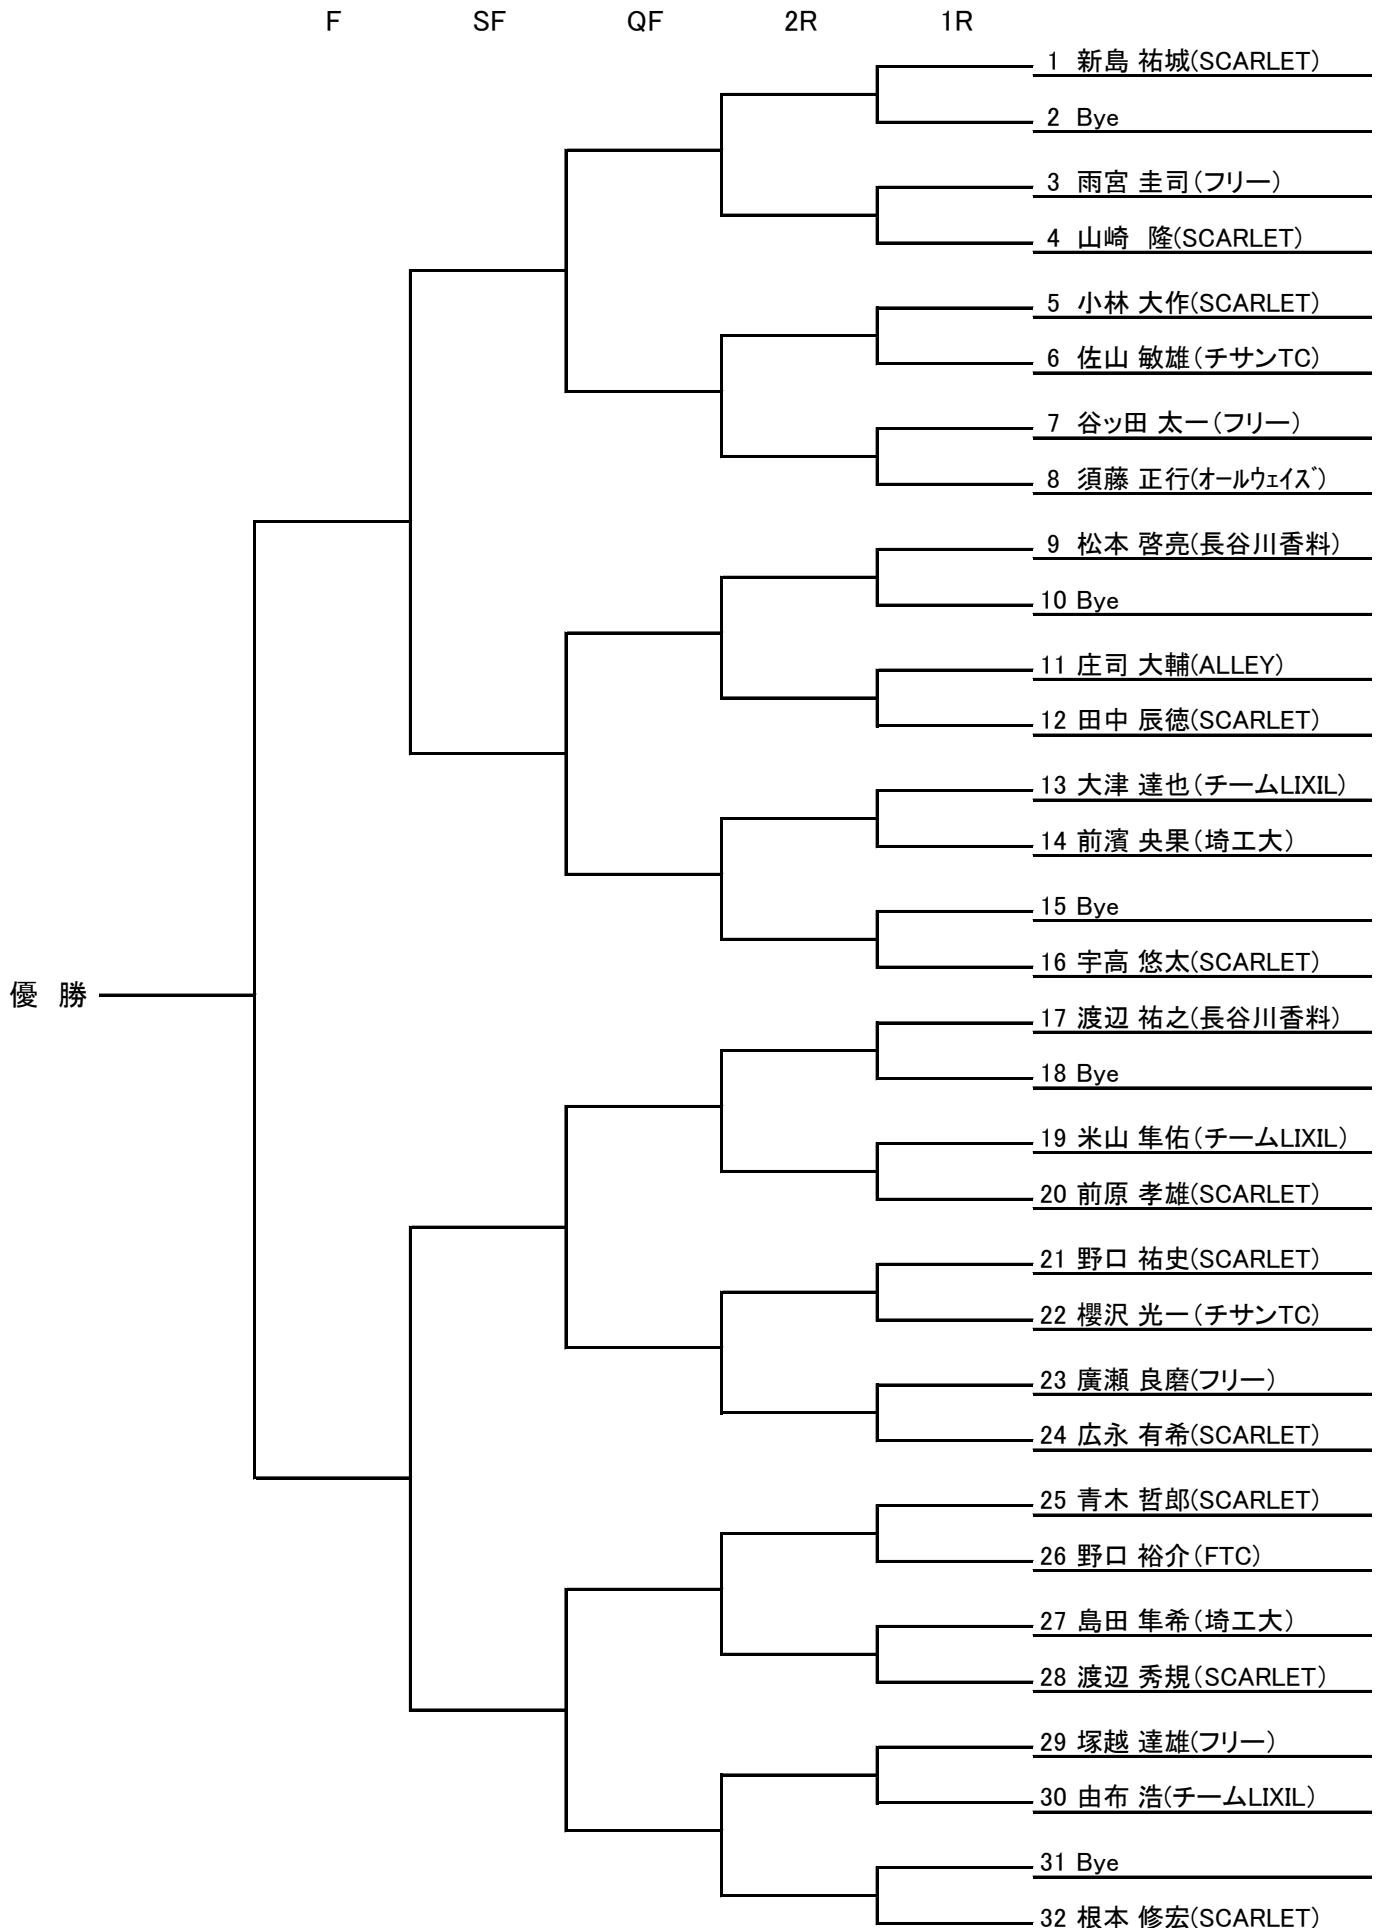 F SF QF 2R 1R
1 新島 祐城(SCARLET)
2 Bye
3 雨宮 圭司(フリー)
4 山崎　隆(SCARLET)
5 小林 大作(SCARLET)
6 佐山 敏雄(チサンTC)
7 谷ッ田 太一(フリー)
8 須藤 正行(ｵｰﾙｳｪｲｽﾞ)
9 松本 啓亮(長谷川香料)
10 Bye
11 庄司 大輔(ALLEY)
12 田中 辰徳(SCARLET)
13 大津 達也(チームLIXIL)
14 前濱 央果(埼工大)
15 Bye
16 宇高 悠太(SCARLET)
優　勝
17 渡辺 祐之(長谷川香料)
18 Bye
19 米山 隼佑(チームLIXIL)
20 前原 孝雄(SCARLET)
21 野口 祐史(SCARLET)
22 櫻沢 光一(チサンTC)
23 廣瀬 良磨(フリー)
24 広永 有希(SCARLET)
25 青木 哲郎(SCARLET)
26 野口 裕介(FTC)
27 島田 隼希(埼工大)
28 渡辺 秀規(SCARLET)
29 塚越 達雄(フリー)
30 由布 浩(チームLIXIL)
31 Bye
32 根本 修宏(SCARLET)